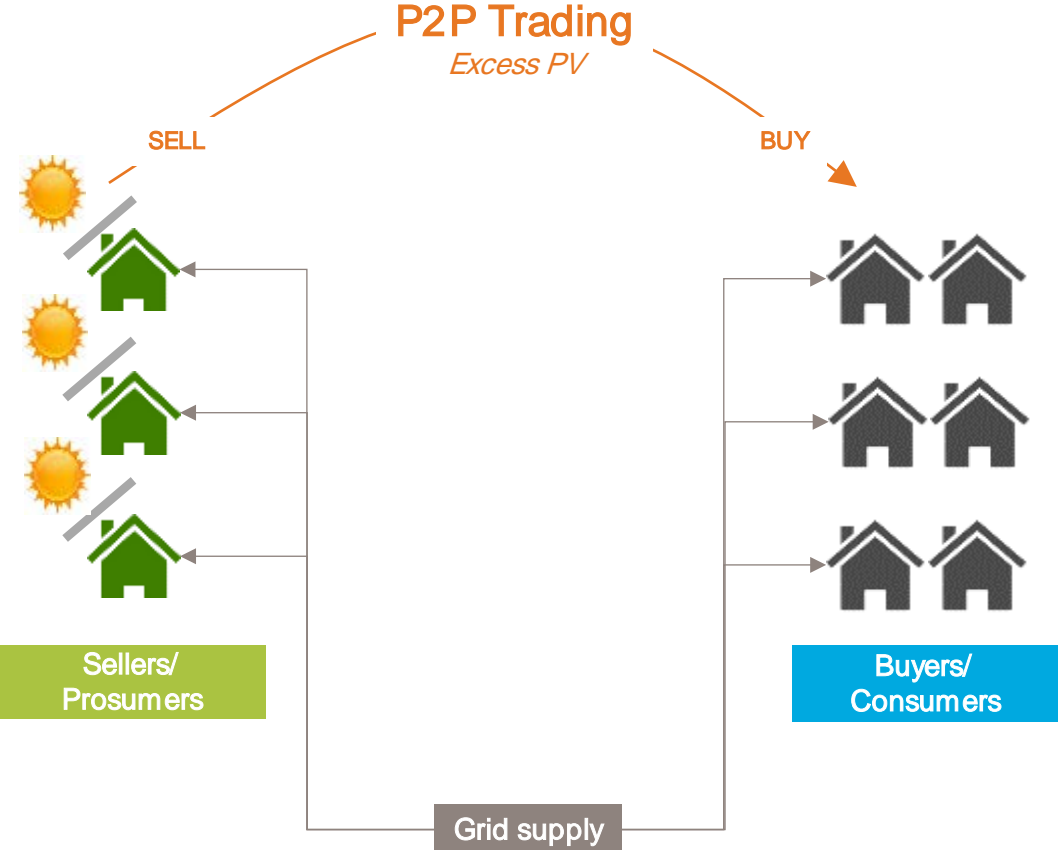 P2P Trading
Excess PV
SELL
BUY
Sellers/
Prosumers
Buyers/
Consumers
Grid supply